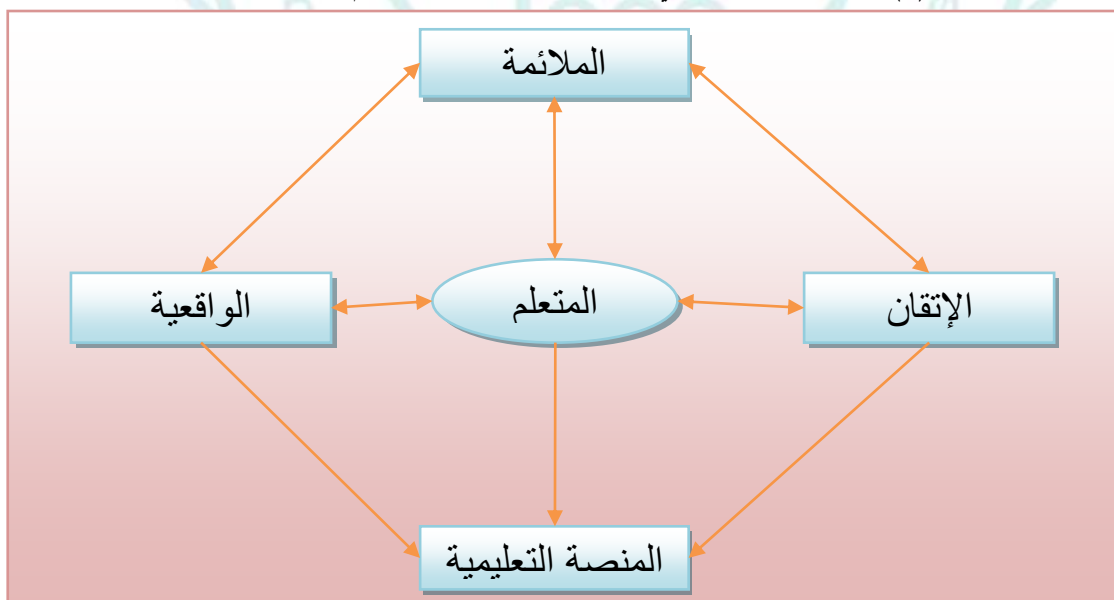 الملائمة
الإتقان
المتعلم
الواقعية
المنصة التعليمية